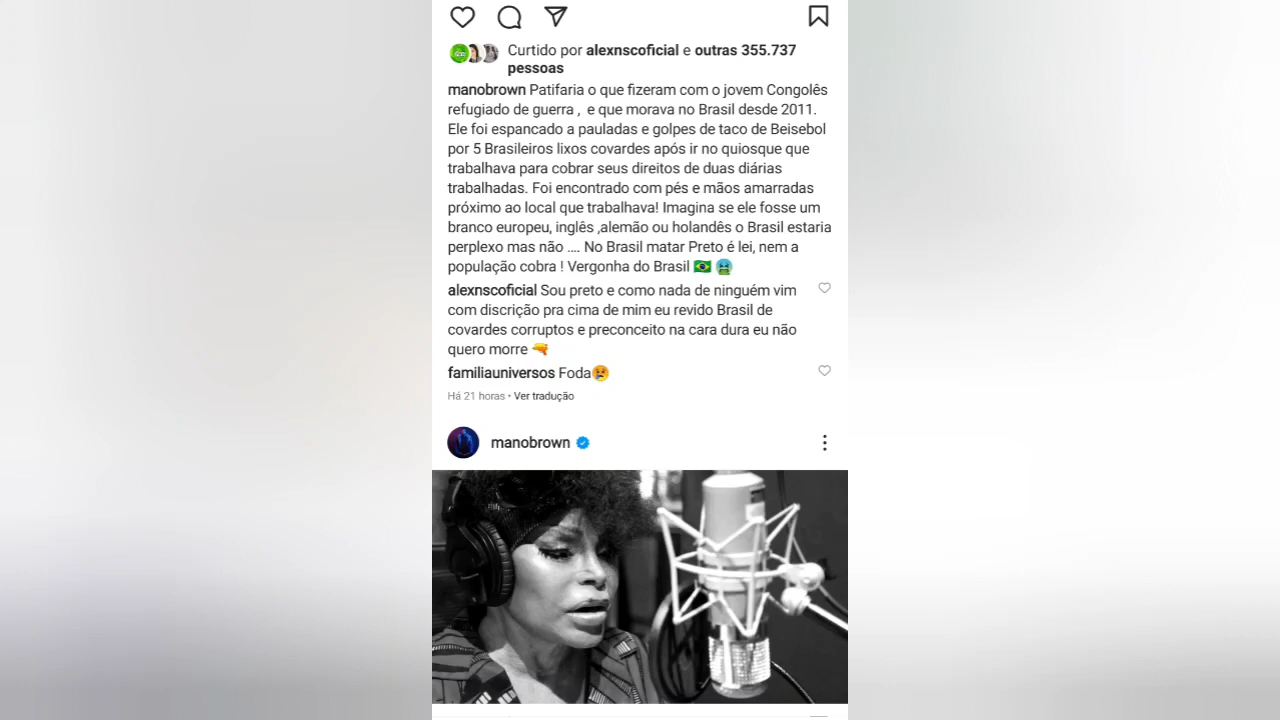 Curtido por alexnscoficial e outras 355.737
pessoas
manobrown Patifaria o que fizeram com o jovem Congolês
refugiado de guerra , e que morava no Brasil desde 2011.
Ele foi espancado a pauladas e golpes de taco de Beisebol
por 5 Brasileiros lixos covardes após ir no quiosque que
trabalhava para cobrar seus direitos de duas diárias
trabalhadas. Foi encontrado com pés e mãos amarradas
próximo ao local que trabalhava! Imagina se ele fosse um
branco europeu, inglês ,alemão ou holandês o Brasil estaria
perplexo mas não .... No Brasil matar Preto é lei, nem a
população cobra ! Vergonha do Brasil 🇧🇷 🤮
alexnscoficial Sou preto e como nada de ninguém vim
com discrição pra cima de mim eu revido Brasil de
covardes corruptos e preconceito na cara dura eu não
quero morre 🔫
familiauniversos Foda😢
Há 21 horas • Ver tradução
manobrown